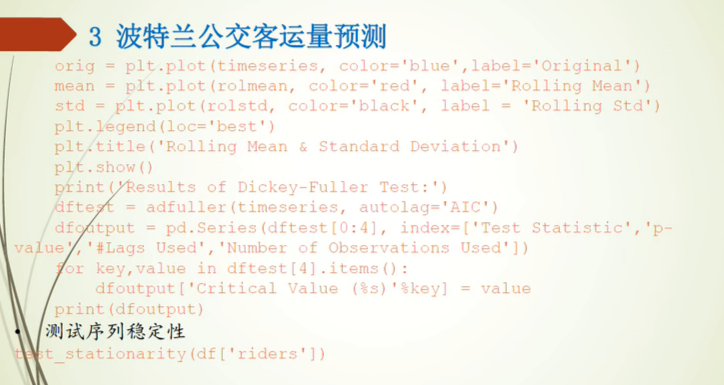 3 波特兰公交客运量预测
orig = plt.plot(timeseries, color='blue',label='Original')
mean = plt.plot(rolmean, color='red', label='Rolling Mean')
std = plt.plot(rolstd, color='black', label = 'Rolling Std')
plt.legend(loc='best')
plt.title('Rolling Mean & Standard Deviation')
plt.show()
print('Results of Dickey-Fuller Test:')
dftest = adfuller(timeseries, autolag='AIC')
dfoutput = pd.Series(dftest[0:4], index=['Test Statistic','p-
value','#Lags Used','Number of Observations Used'])
for key,value in dftest[4].items():
dfoutput['Critical Value (%s)'%key] = value
print(dfoutput)
• 测试序列稳定性
test_stationarity(df['riders'])